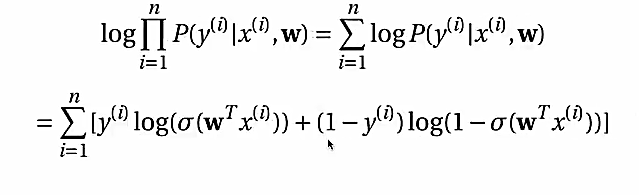 log ∏_{i=1}^{n} P(y^{(i)}|x^{(i)}, **w**) = ∑_{i=1}^{n} log P(y^{(i)}|x^{(i)}, **w**)
= ∑_{i=1}^{n} [y^{(i)} log(σ(**w**^T x^{(i)})) + (1 − y^{(i)}) log(1 − σ(**w**^T x^{(i)}))]